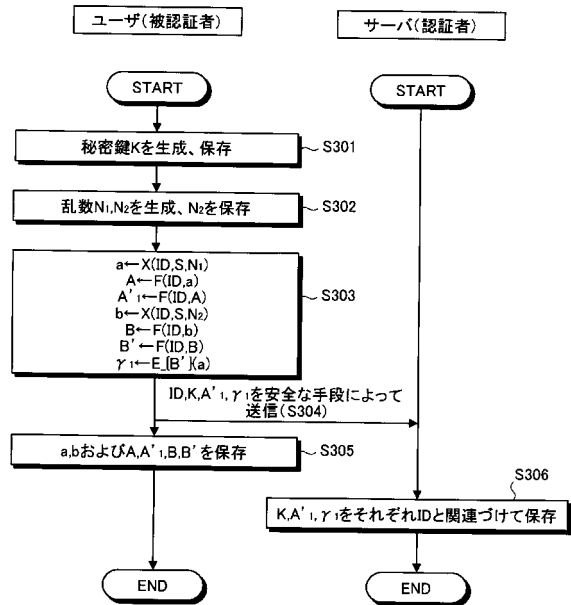 ユーザ(被認証者)
サーバ(認証者)
START
START
秘密鍵Kを生成、保存
S301
乱数N1,N2を生成、N2を保存
S302
a←X(ID,S,N1)
A←F(ID,a)
A'1←F(ID,A)
b←X(ID,S,N2)
B←F(ID,b)
B'←F(ID,B)
γ1←E_[B'](a)
S303
ID,K,A'1,γ1を安全な手段によって
送信(S304)
a,bおよびA,A'1,B,B'を保存
S305
S306
K,A'1,γ1をそれぞれIDと関連づけて保存
END
END